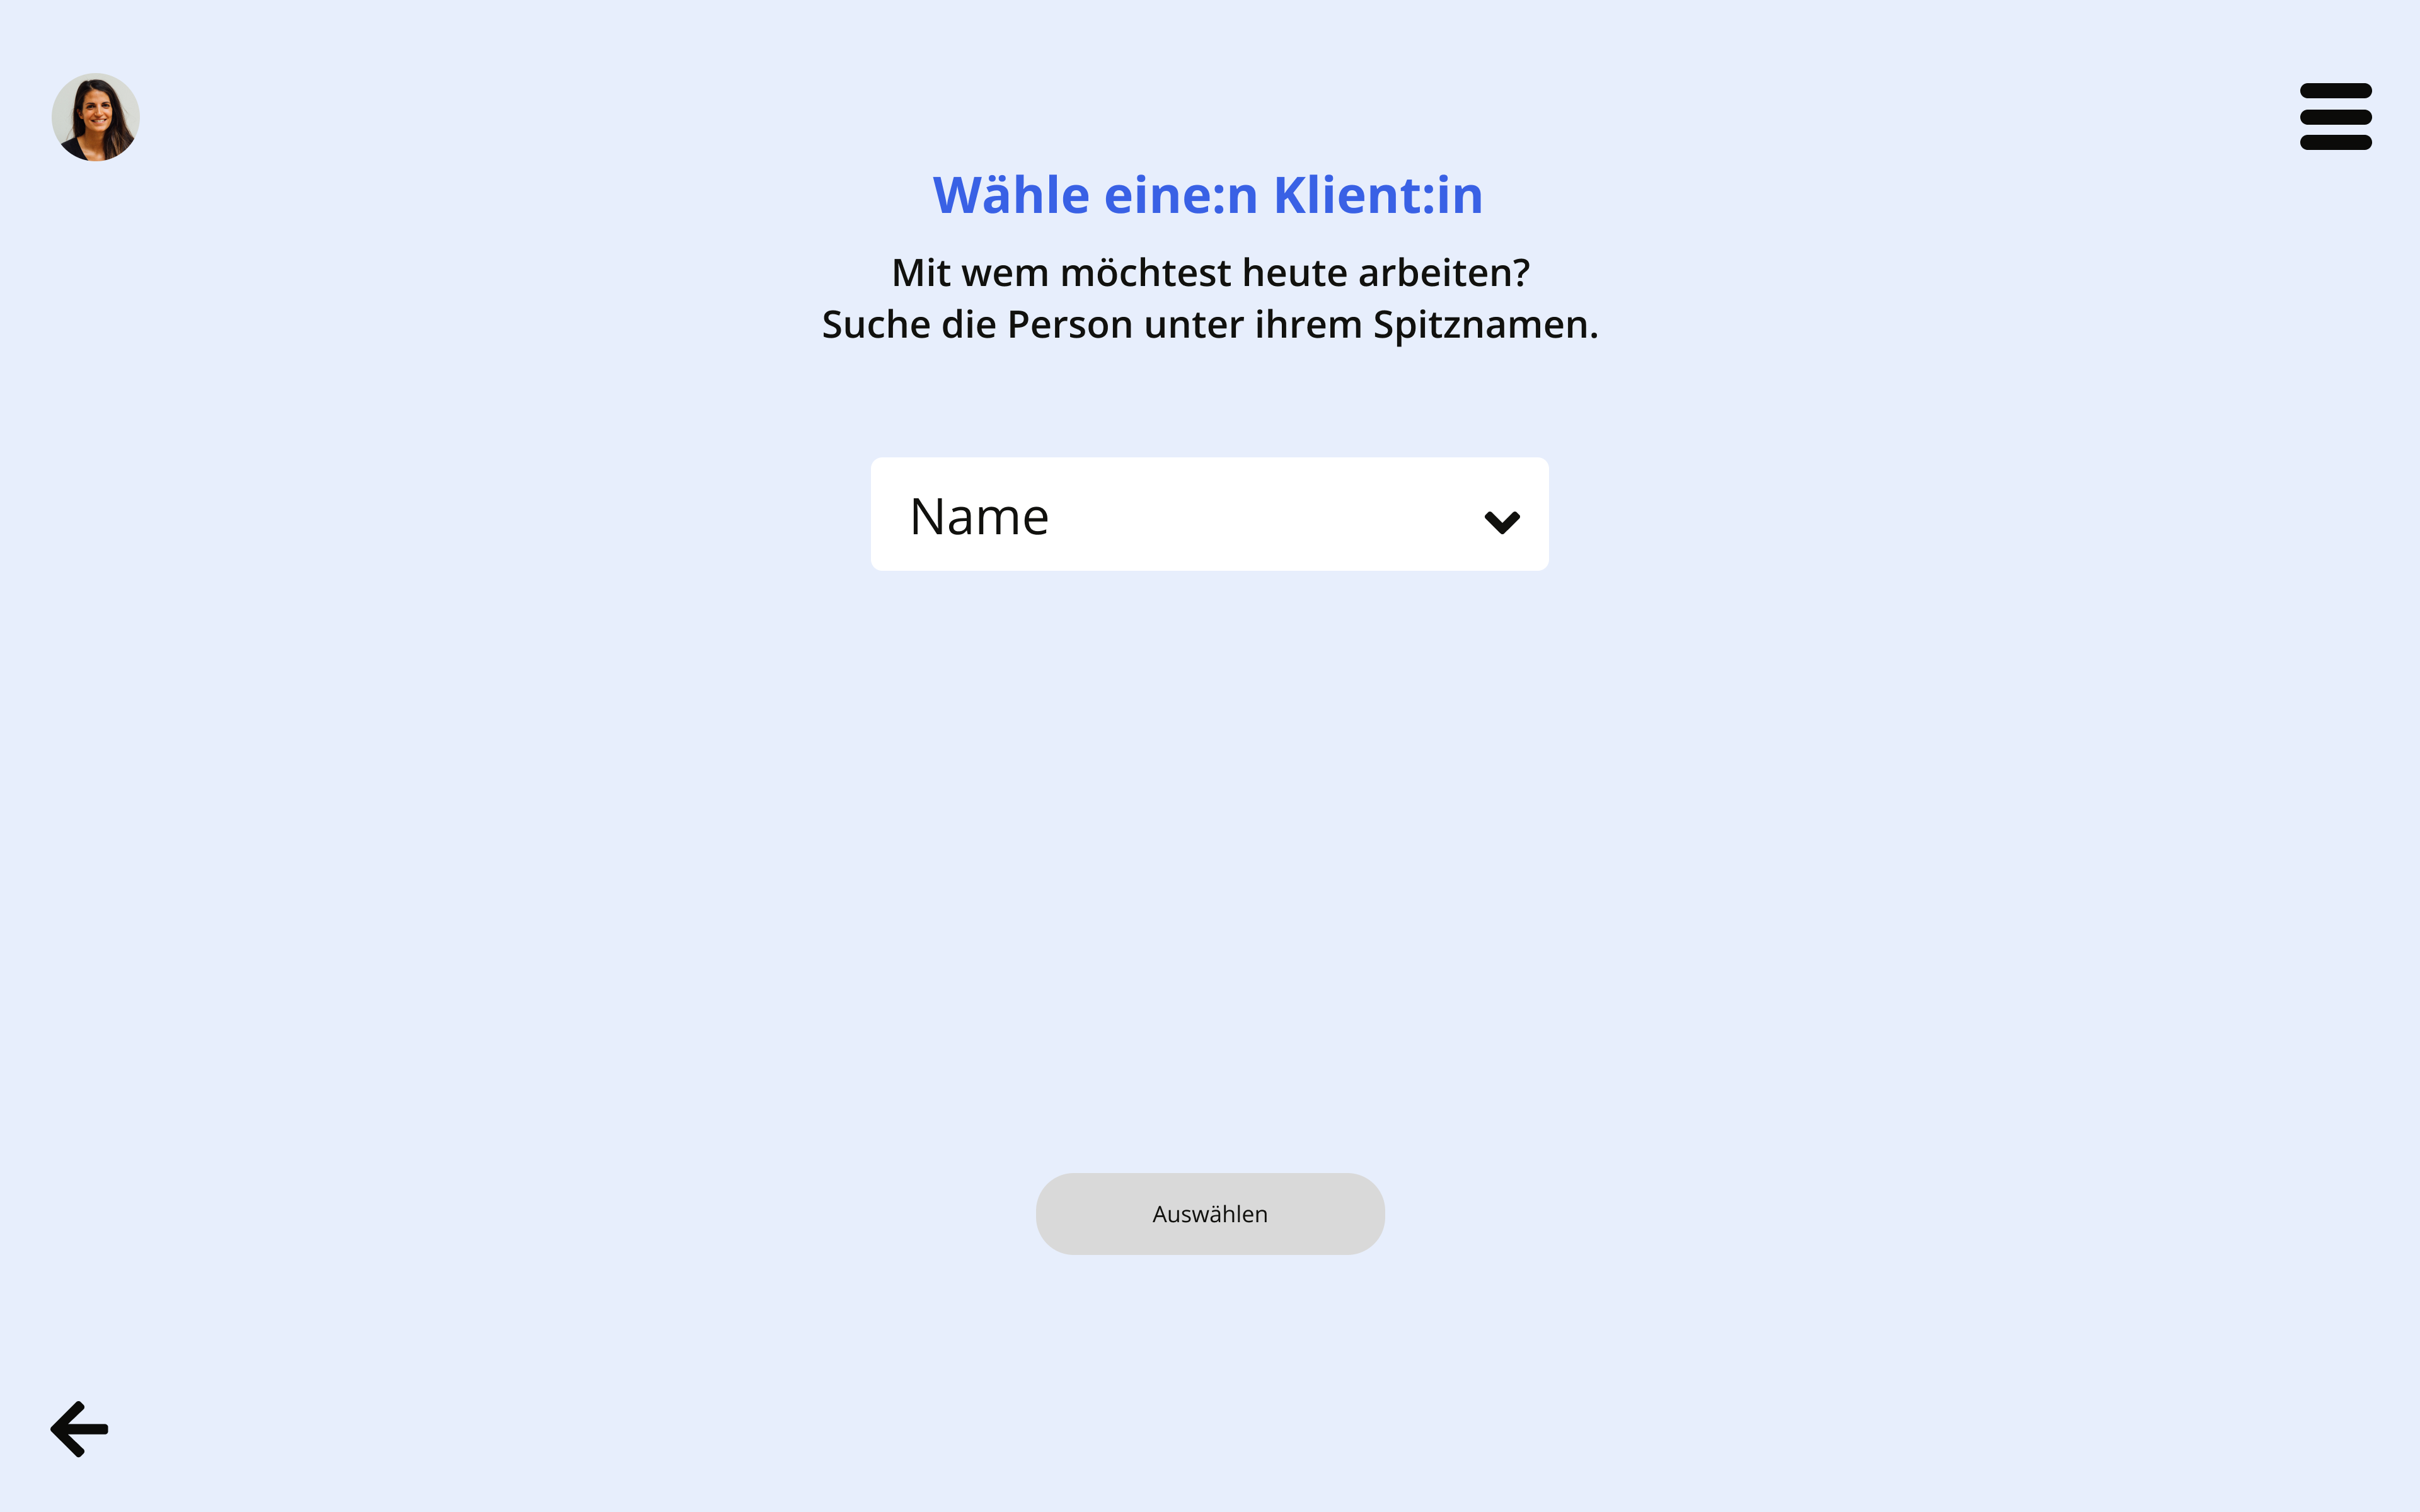 Wähle eine:n Klient:in
Mit wem möchtest heute arbeiten?
Suche die Person unter ihrem Spitznamen.
Name
Auswählen